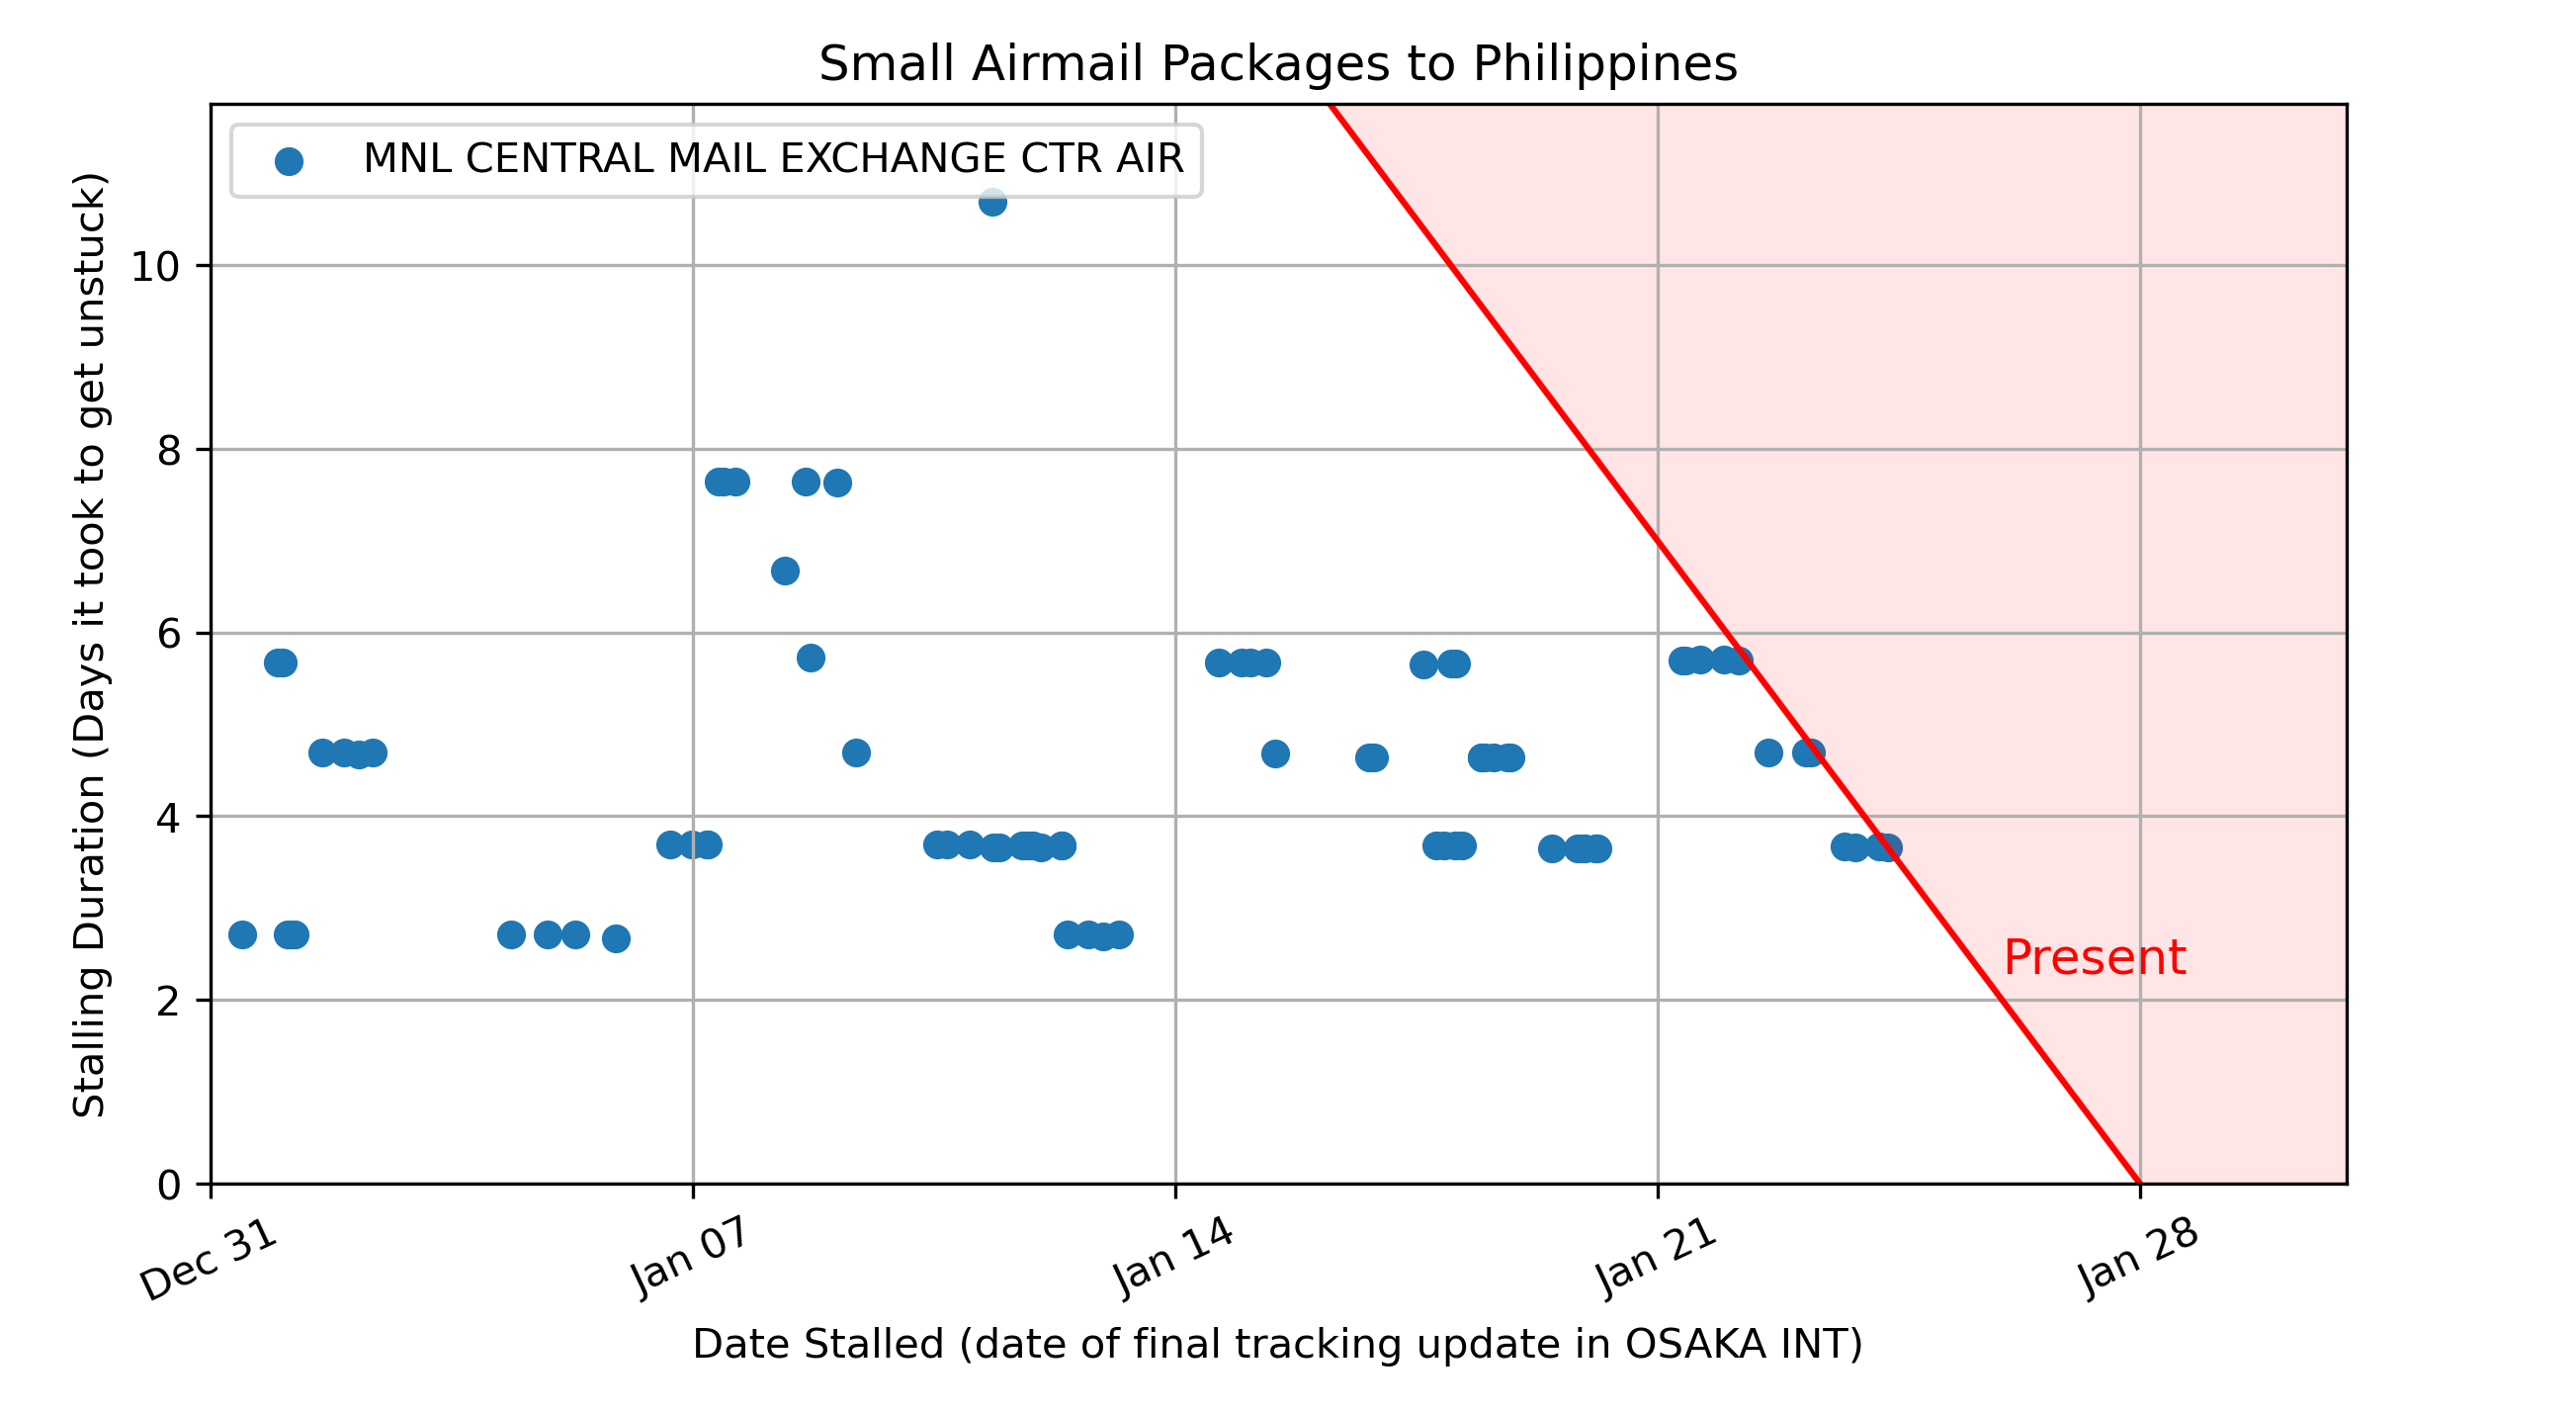 Small Airmail Packages to Philippines
MNL CENTRAL MAIL EXCHANGE CTR AIR
Stalling Duration (Days it took to get unstuck)
10
8
6
4
2
0
Present
Dec 31
Jan 07
Jan 14
Jan 21
Jan 28
Date Stalled (date of final tracking update in OSAKA INT)